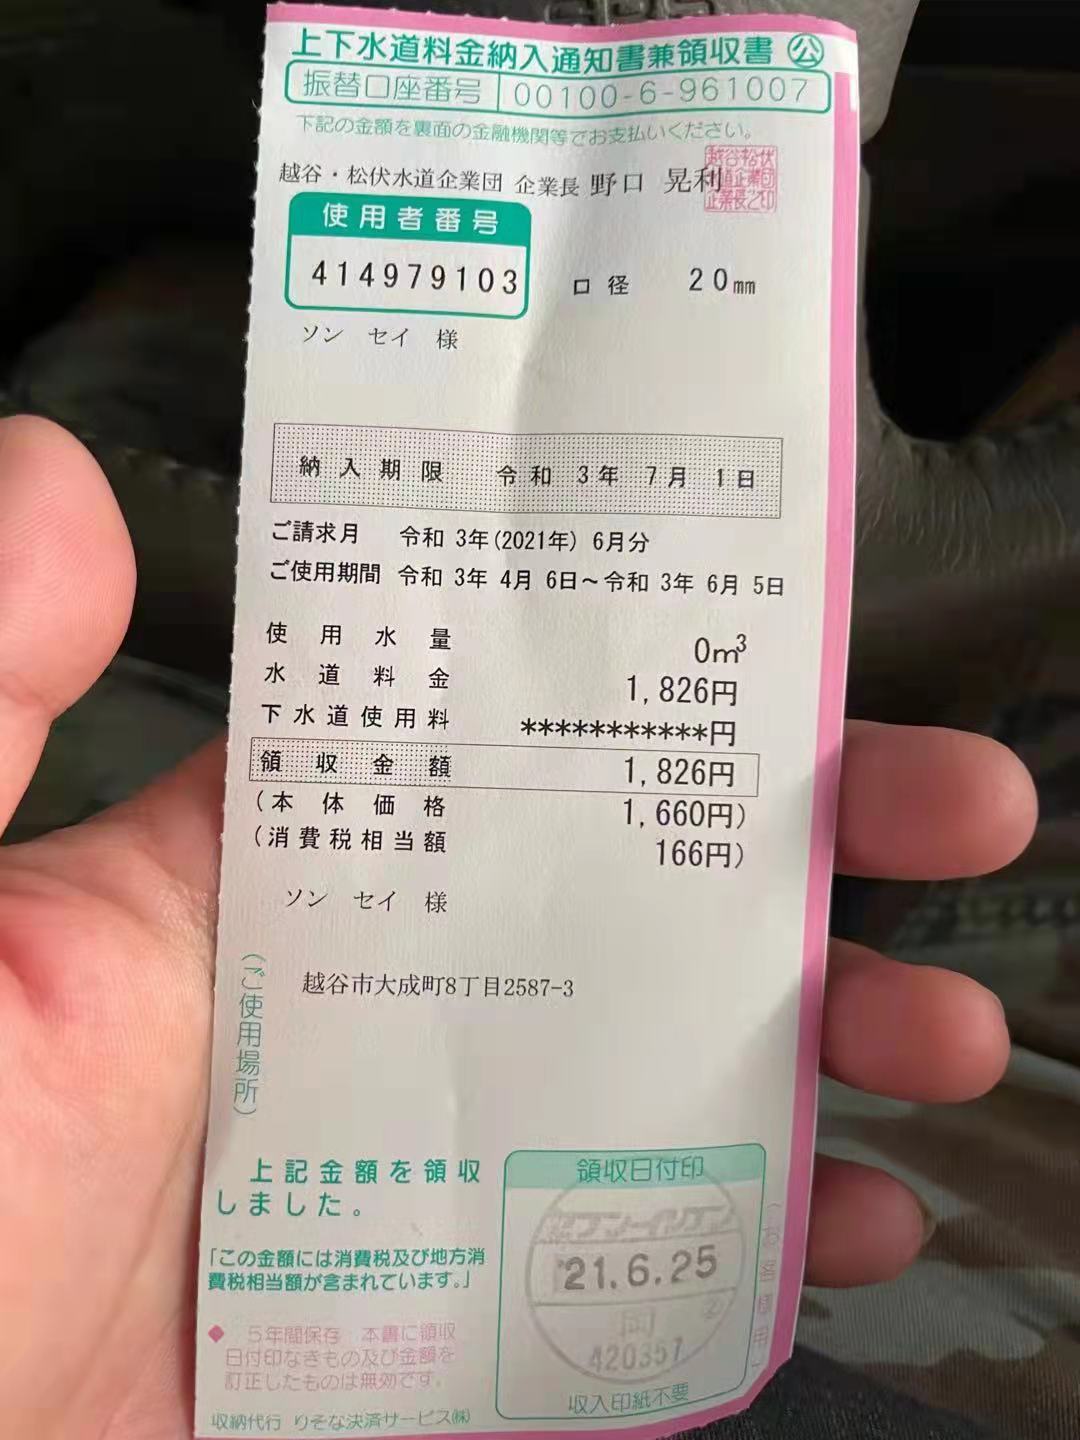 上下水道料金納入通知書兼領収書 公
振替口座番号 00100-6-961007
下記の金額を裏面の金融機関等でお支払いください。
越谷・松伏水道企業団 企業長 野口 晃利
越谷松伏
水道企業団
企業長之印
使用者番号
414979103 口径 20mm
ソン セイ 様
納入期限 令和 3年 7月 1日
ご請求月 令和 3年(2021年) 6月分
ご使用期間 令和 3年 4月 6日～令和 3年 6月 5日
使用水量 0m³
水道料金 1,826円
下水道使用料 ***********円
領収金額 1,826円
(本体価格 1,660円)
(消費税相当額 166円)
ソン セイ 様
(ご使用場所)
越谷市大成町8丁目2587-3
上記金額を領収
しました。
「この金額には消費税及び地方消
費税相当額が含まれています。」
◆ 5年間保存 本書に領収
日付印なきもの及び金額を
訂正したものは無効です。
収納代行 りそな決済サービス㈱
領収日付印
セブン-イレブン
'21.6.25
420357
収入印紙不要
(お客様用)